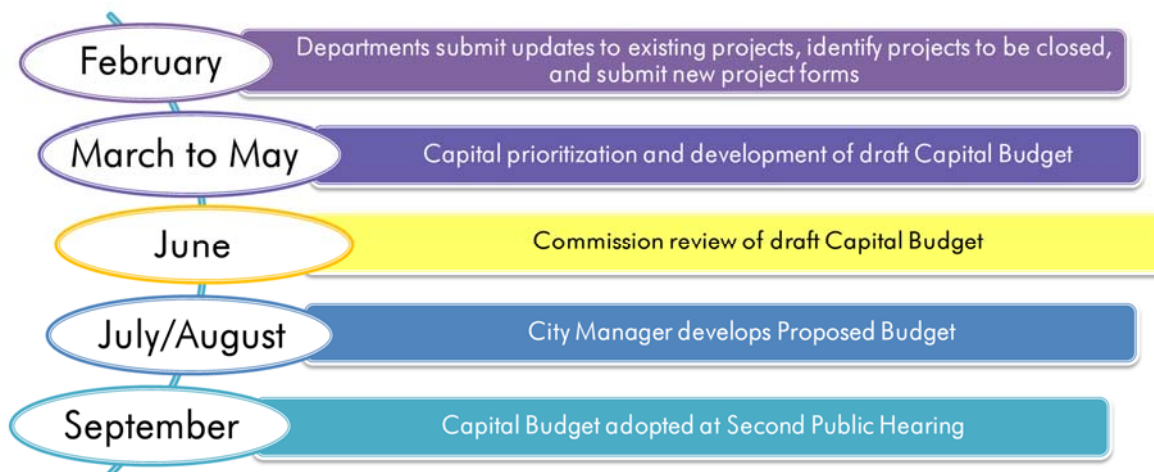 February
Departments submit updates to existing projects, identify projects to be closed,
and submit new project forms
March to May
Capital prioritization and development of draft Capital Budget
June
Commission review of draft Capital Budget
July/August
City Manager develops Proposed Budget
September
Capital Budget adopted at Second Public Hearing